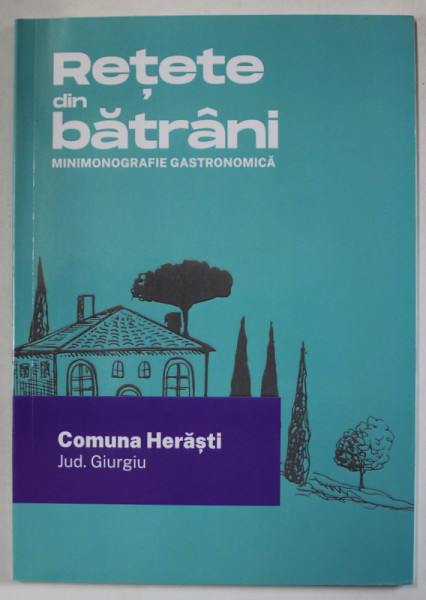 Rețete
din
bătrâni
MINIMONOGRAFIE GASTRONOMICĂ
Comuna Herăști
Jud. Giurgiu